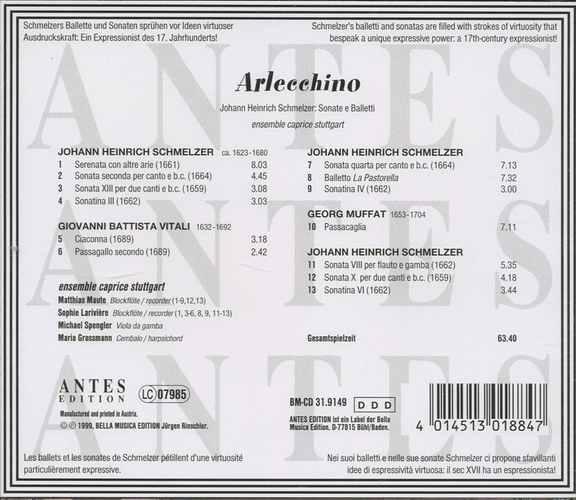 Schmelzers Ballette und Sonaten sprühen vor Ideen virtuoser
Ausdruckskraft: Ein Expressionist des 17. Jahrhunderts!
Schmelzer's balletti and sonatas are filled with strokes of virtuosity that
bespeak a unique expressive power: a 17th-century expressionist!
ANTES
ANTES
ANTES
ANTES
Arlecchino
Johann Heinrich Schmelzer: Sonate e Balletti
ensemble caprice stuttgart
JOHANN HEINRICH SCHMELZER ca. 1623-1680
1 Serenata con altre arie (1661) 8.03
2 Sonata seconda per canto e b.c. (1664) 4.45
3 Sonata XIII per due canti e b.c. (1659) 3.08
4 Sonatina III (1662) 3.03
GIOVANNI BATTISTA VITALI 1632-1692
5 Ciaconna (1689) 3.18
6 Passagallo secondo (1689) 2.42
ensemble caprice stuttgart
Matthias Maute Blockflöte / recorder (1-9,12,13)
Sophie Larivière Blockflöte / recorder (1, 3-6, 8, 9, 11-13)
Michael Spengler Viola da gamba
Maria Grossmann Cembalo / harpsichord
JOHANN HEINRICH SCHMELZER
7 Sonata quarta per canto e b.c. (1664) 7.13
8 Balletto La Pastorella 7.32
9 Sonatina IV (1662) 3.00
GEORG MUFFAT 1653-1704
10 Passacaglia 7.11
JOHANN HEINRICH SCHMELZER
11 Sonata VIII per flauto e gamba (1662) 5.35
12 Sonata X per due canti e b.c. (1659) 4.18
13 Sonatina VI (1662) 3.44
Gesamtspielzeit 63.40
ANTES
EDITION
LC 07985
Manufactured and printed in Austria.
℗ © 1999, BELLA MUSICA EDITION Jürgen Rinschler.
BM-CD 31.9149
D D D
ANTES EDITION ist ein Label der Bella
Musica Edition, D-77815 Bühl/Baden.
4 014513 018847
Les ballets et les sonates de Schmelzer pétillent d'une virtuosité
particulièrement expressive.
Nei suoi balletti e nelle sue sonate Schmelzer ci propone sfavillanti
idee di espressività virtuosa: il sec XVII ha un espressionista!